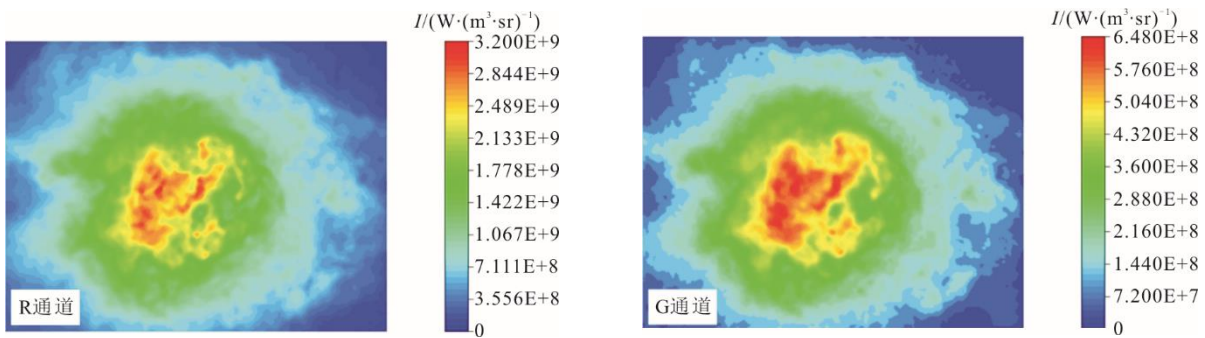 I/(W·(m³·sr)⁻¹)
3.200E+9
2.844E+9
2.489E+9
2.133E+9
1.778E+9
1.422E+9
1.067E+9
7.111E+8
3.556E+8
0
R通道
I/(W·(m³·sr)⁻¹)
6.480E+8
5.760E+8
5.040E+8
4.320E+8
3.600E+8
2.880E+8
2.160E+8
1.440E+8
7.200E+7
0
G通道